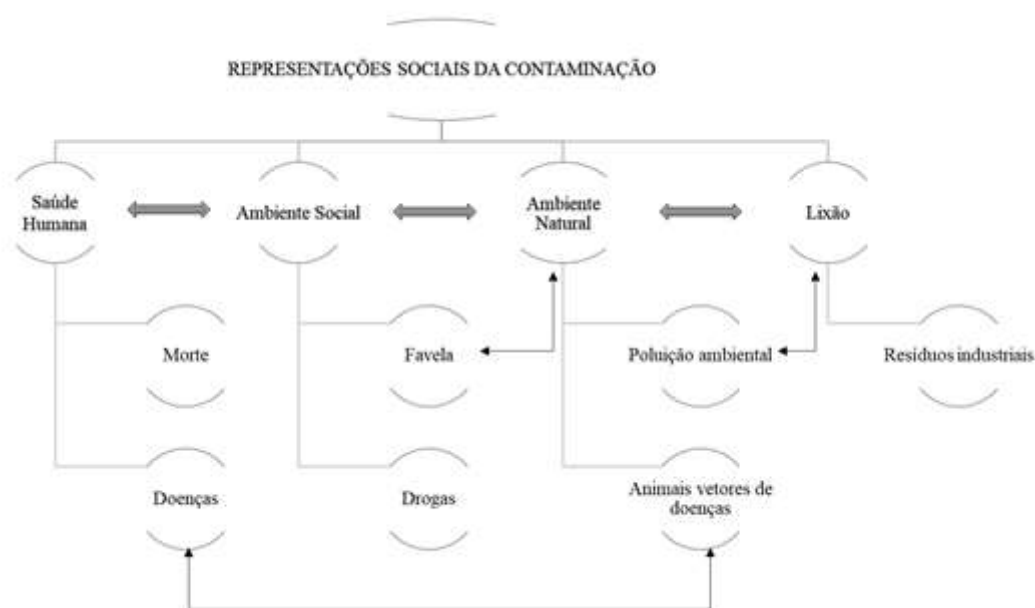 REPRESENTAÇÕES SOCIAIS DA CONTAMINAÇÃO
Saúde
Humana
Ambiente Social
Ambiente
Natural
Lixão
Morte
Favela
Poluição ambiental
Resíduos industriais
Doenças
Drogas
Animais vetores de
doenças